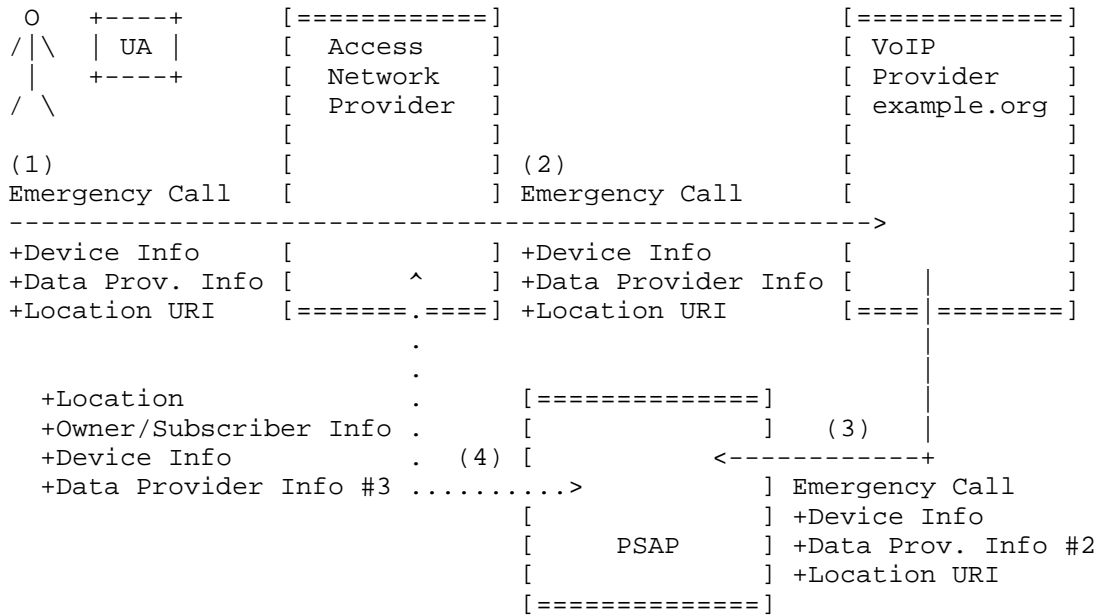 O +----+ [============] [=============]
/|\ | UA | [ Access ] [ VoIP ]
| +----+ [ Network ] [ Provider ]
/ \ [ Provider ] [ example.org ]
[ ] [ ]
(1) [ ] (2) [ ]
Emergency Call [ ] Emergency Call [ ]
------------------------------------------------------> ]
+Device Info [ ] +Device Info [ ]
+Data Prov. Info [ ^ ] +Data Provider Info [ | ]
+Location URI [=======.====] +Location URI [====|========]
. |
. |
+Location . [==============] |
+Owner/Subscriber Info . [ ] (3) |
+Device Info . (4) [ <------------+
+Data Provider Info #3 ..........> ] Emergency Call
[ ] +Device Info
[ PSAP ] +Data Prov. Info #2
[ ] +Location URI
[==============]